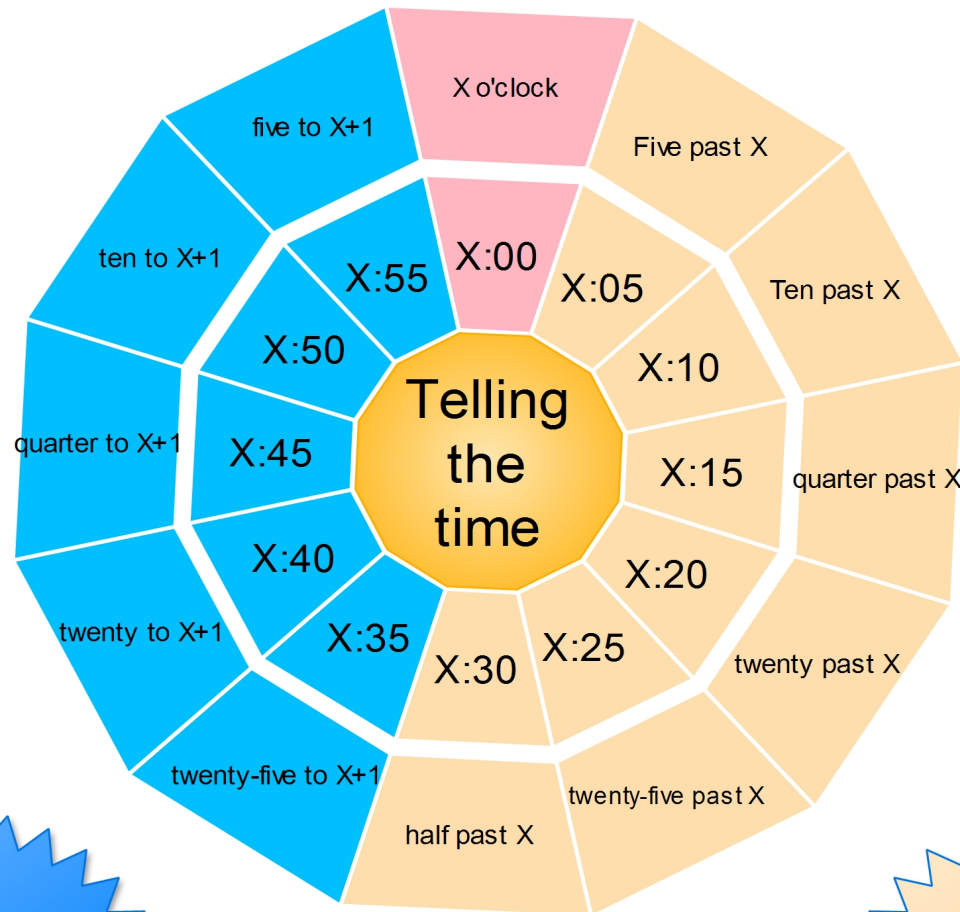 X o'clock
Five past X
Ten past X
quarter past X
twenty past X
twenty-five past X
half past X
twenty-five to X+1
twenty to X+1
quarter to X+1
ten to X+1
five to X+1
X:00
X:05
X:10
X:15
X:20
X:25
X:30
X:35
X:40
X:45
X:50
X:55
Telling
the
time